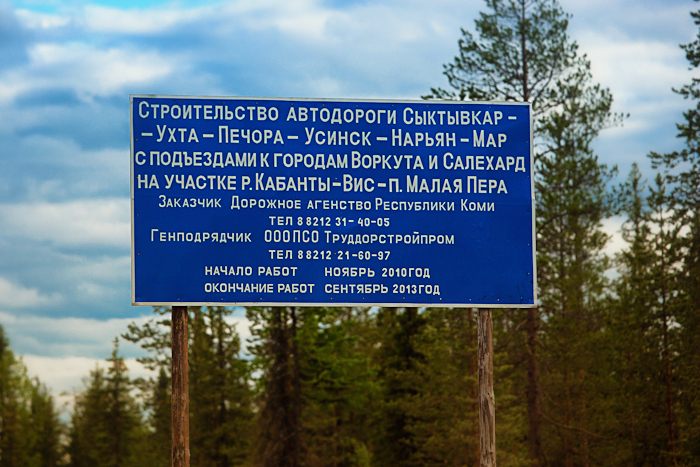 Строительство автодороги Сыктывкар –
– Ухта – Печора – Усинск – Нарьян – Мар
с подъездами к городам Воркута и Салехард
на участке р. Кабанты – Вис – п. Малая Пера
Заказчик Дорожное агенство Республики Коми
тел 8 8212 31- 40-05
Генподрядчик ОООПСО Труддорстройпром
тел 8 8212 21-60-97
начало работ ноябрь 2010год
окончание работ сентябрь 2013год